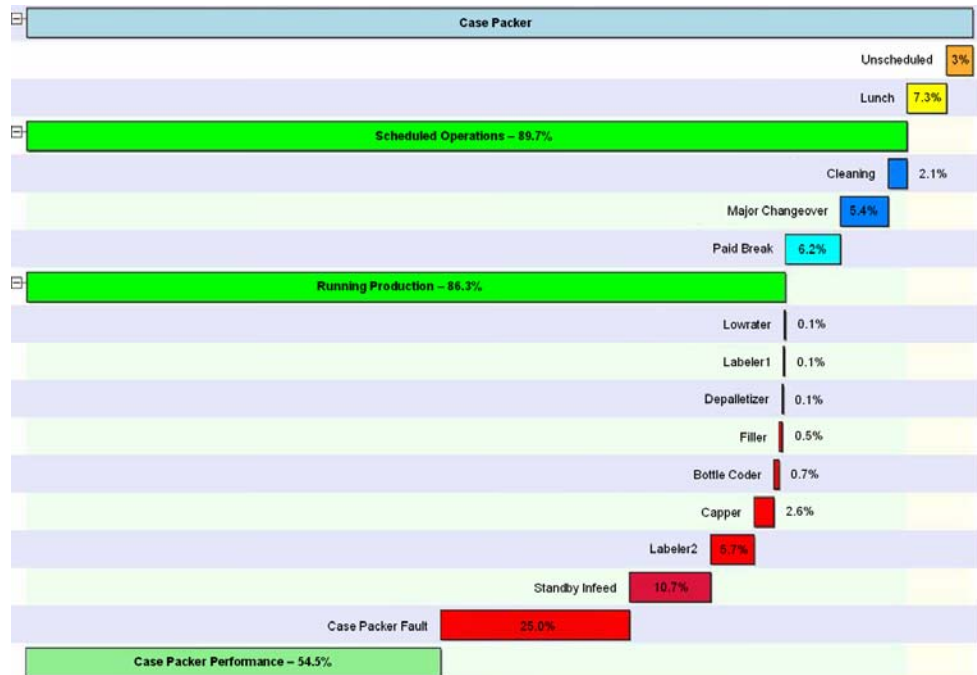 Case Packer
Unscheduled 3%
Lunch 7.3%
Scheduled Operations – 89.7%
Cleaning 2.1%
Major Changeover 5.4%
Paid Break 6.2%
Running Production – 86.3%
Lowrater 0.1%
Labeler1 0.1%
Depalletizer 0.1%
Filler 0.5%
Bottle Coder 0.7%
Capper 2.6%
Labeler2 5.7%
Standby Infeed 10.7%
Case Packer Fault 25.0%
Case Packer Performance – 54.5%